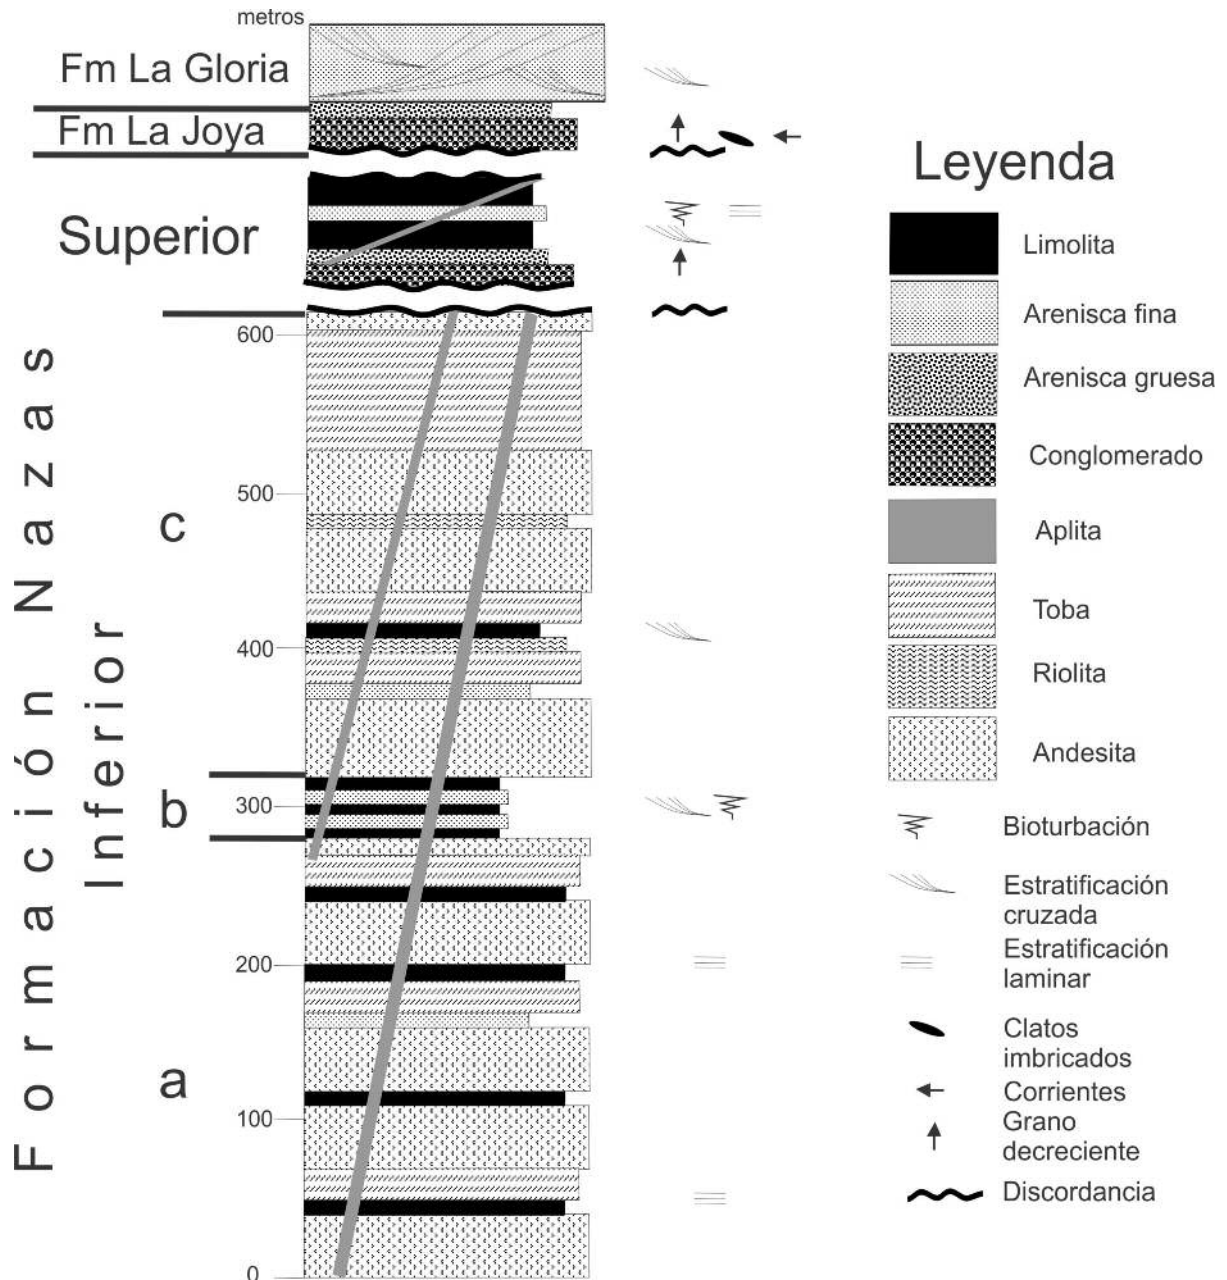 metros
Fm La Gloria
Fm La Joya
Superior
Formación Nazas
Inferior
600
500
c
400
300
b
200
100
a
0
Leyenda
Limolita
Arenisca fina
Arenisca gruesa
Conglomerado
Aplita
Toba
Riolita
Andesita
Bioturbación
Estratificación
cruzada
Estratificación
laminar
Clatos
imbricados
Corrientes
Grano
decreciente
Discordancia